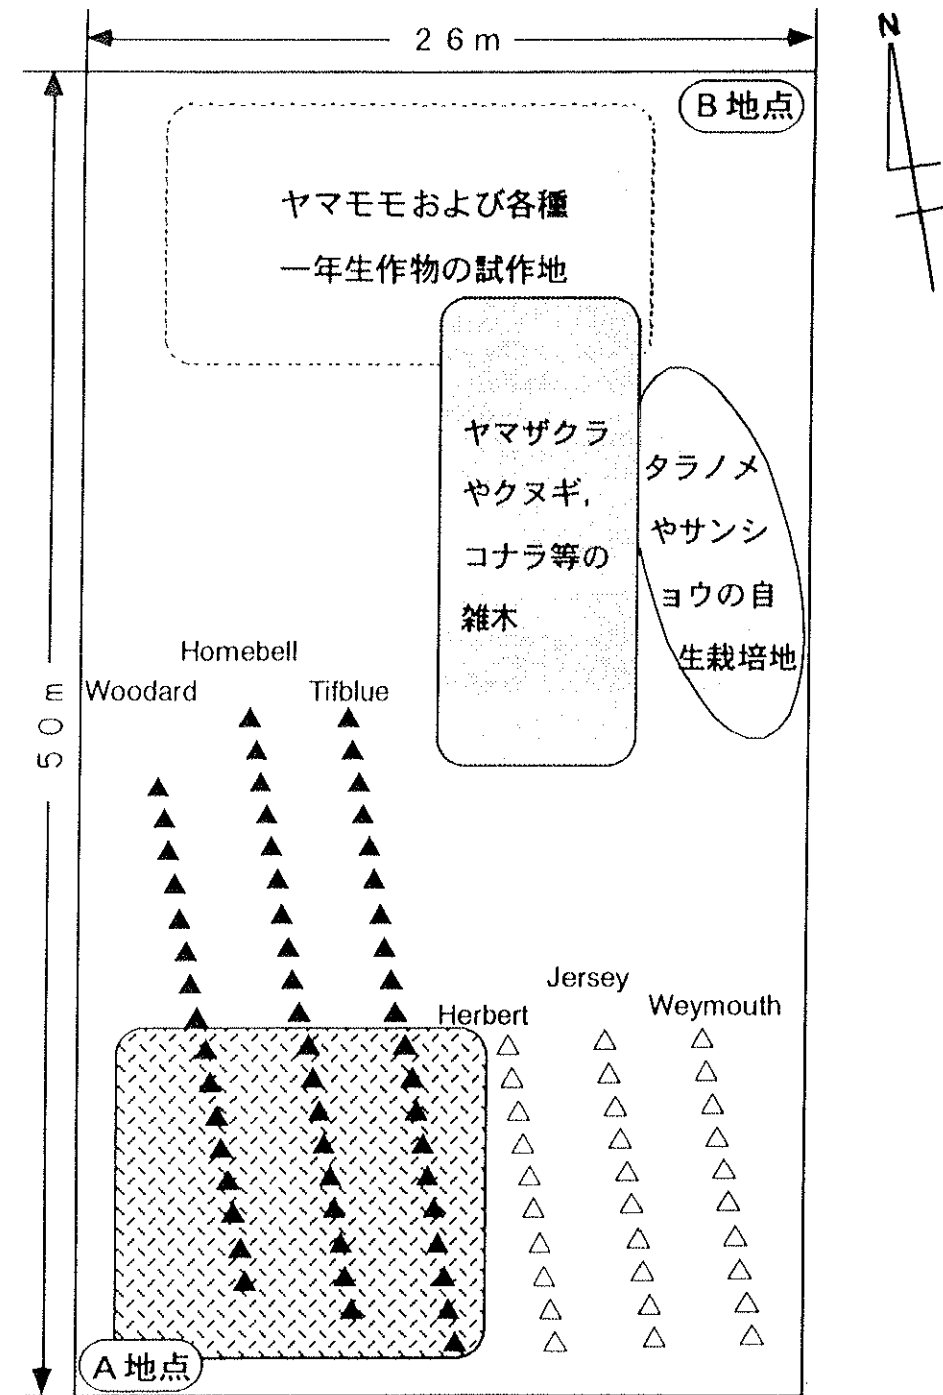 26m
N
B地点
ヤマモモおよび各種
一年生作物の試作地
ヤマザクラ
やクヌギ,
コナラ等の
雑木
タラノメ
やサンシ
ョウの自
生栽培地
50m
Homebell
Woodard
Tifblue
Jersey
Herbert
Weymouth
A地点